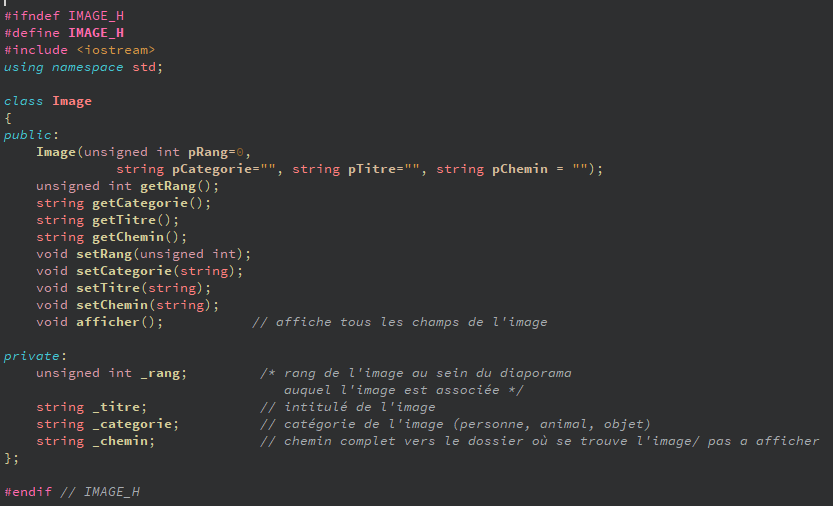 #ifndef IMAGE_H
#define IMAGE_H
#include <iostream>
using namespace std;

class Image
{
public:
    Image(unsigned int pRang=0,
              string pCategorie="", string pTitre="", string pChemin = "");
    unsigned int getRang();
    string getCategorie();
    string getTitre();
    string getChemin();
    void setRang(unsigned int);
    void setCategorie(string);
    void setTitre(string);
    void setChemin(string);
    void afficher();           // affiche tous les champs de l'image

private:
    unsigned int _rang;         /* rang de l'image au sein du diaporama
                                   auquel l'image est associée */
    string _titre;              // intitulé de l'image
    string _categorie;          // catégorie de l'image (personne, animal, objet)
    string _chemin;             // chemin complet vers le dossier où se trouve l'image/ pas a afficher
};

#endif // IMAGE_H